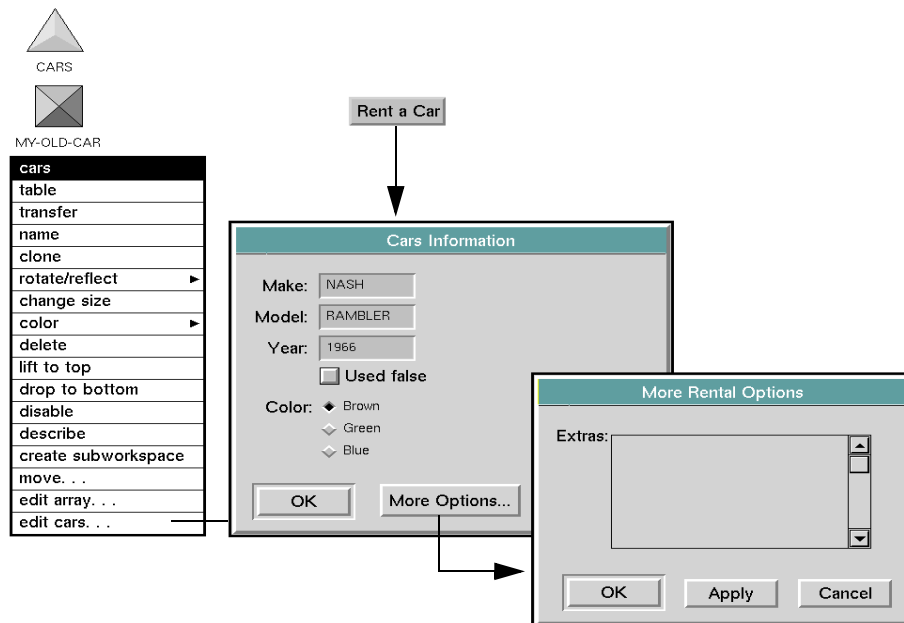 CARS
MY-OLD-CAR
cars
table
transfer
name
clone
rotate/reflect
change size
color
delete
lift to top
drop to bottom
disable
describe
create subworkspace
move. . .
edit array. . .
edit cars. . .
Rent a Car
Cars Information
Make: NASH
Model: RAMBLER
Year: 1966
Used false
Color: Brown
Green
Blue
OK More Options...
More Rental Options
Extras:
OK Apply Cancel